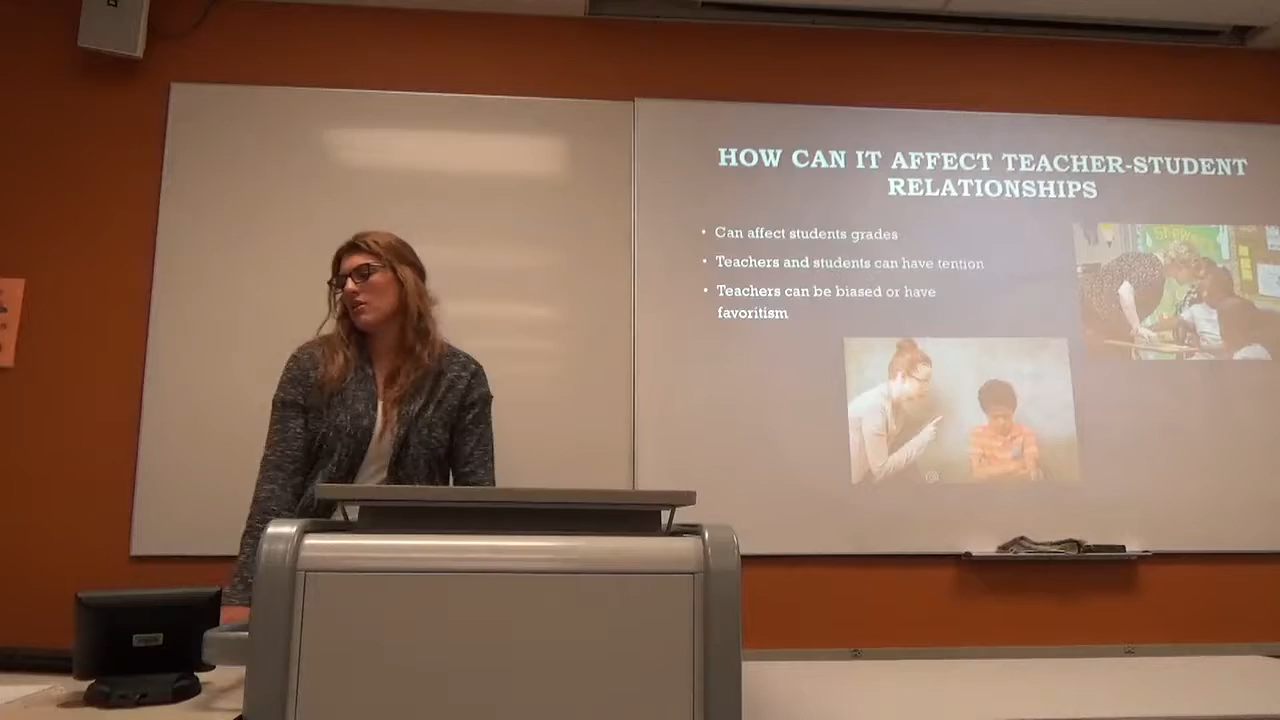 HOW CAN IT AFFECT TEACHER-STUDENT
RELATIONSHIPS
• Can affect students grades
• Teachers and students can have tention
• Teachers can be biased or have
favoritism